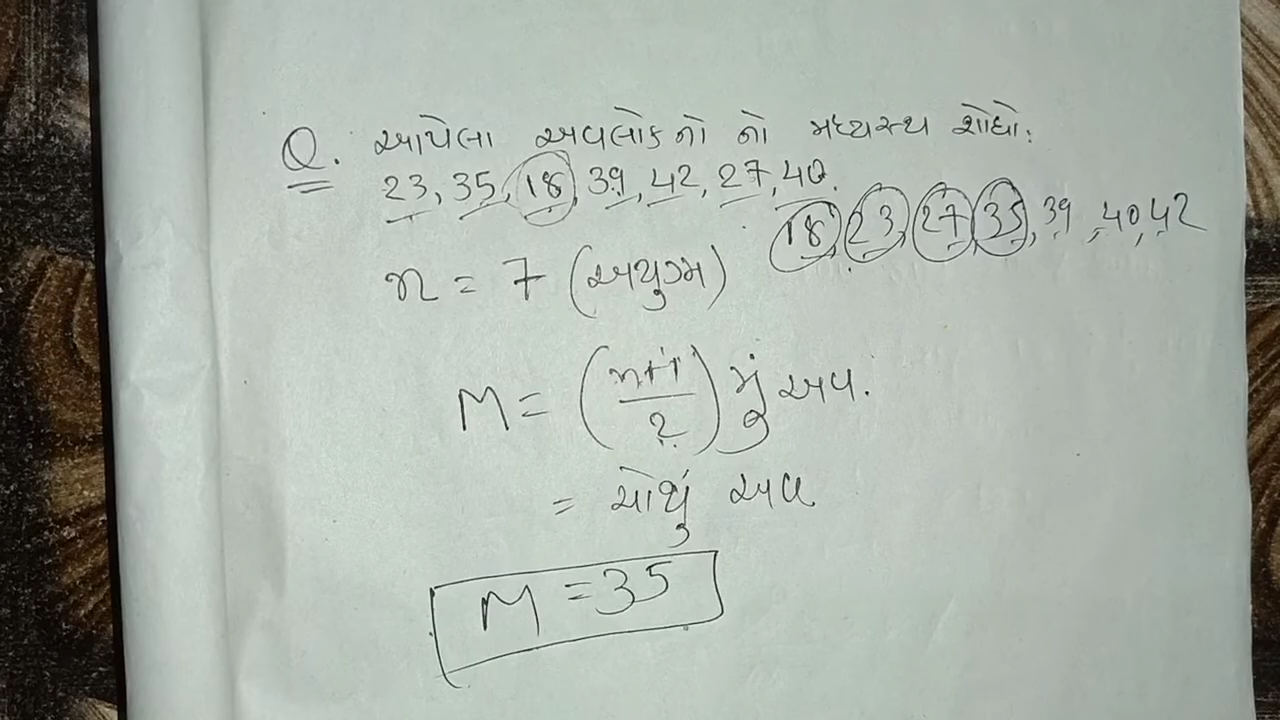 Q. આપેલા અવલોકનો નો મધ્યસ્થ શોધો:
23, 35, 18, 39, 42, 27, 40.
18, 23, 27, 35, 39, 40, 42
n = 7 (અયુગ્મ)
M = (n+1/2) મું અવ.
= ચોથું અવ
M = 35